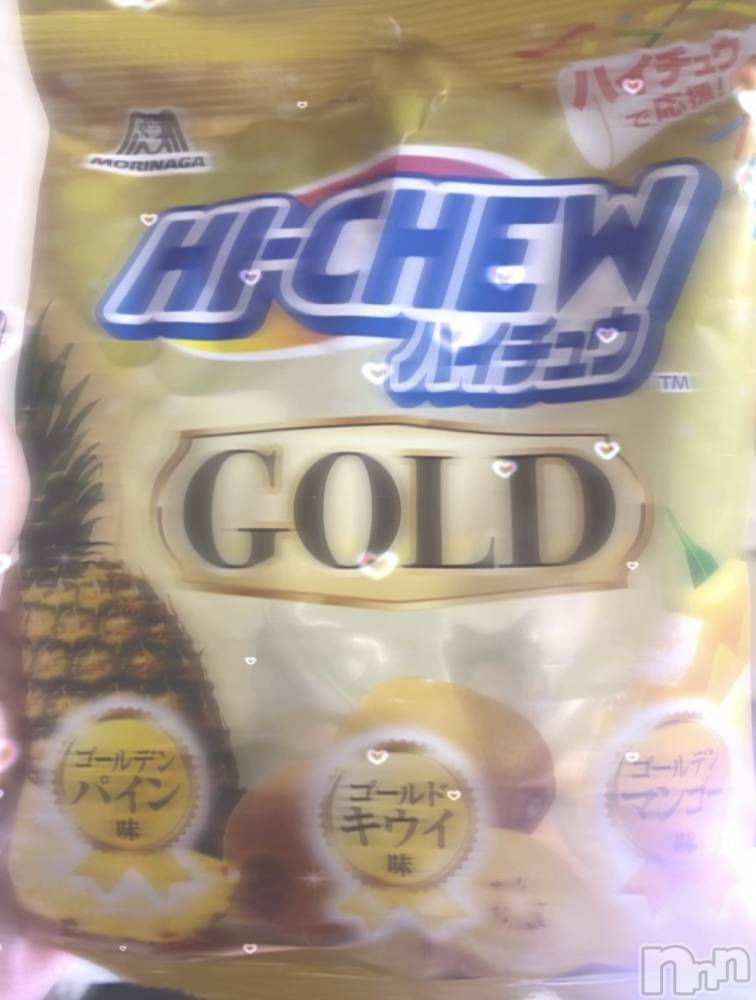 ハイチュウ
で応援!
MORINAGA
HI-CHEW
ハイチュウ
TM
GOLD
ゴールデン
パイン
味
ゴールド
キウイ
味
ゴールデン
マンゴー
味
nnn